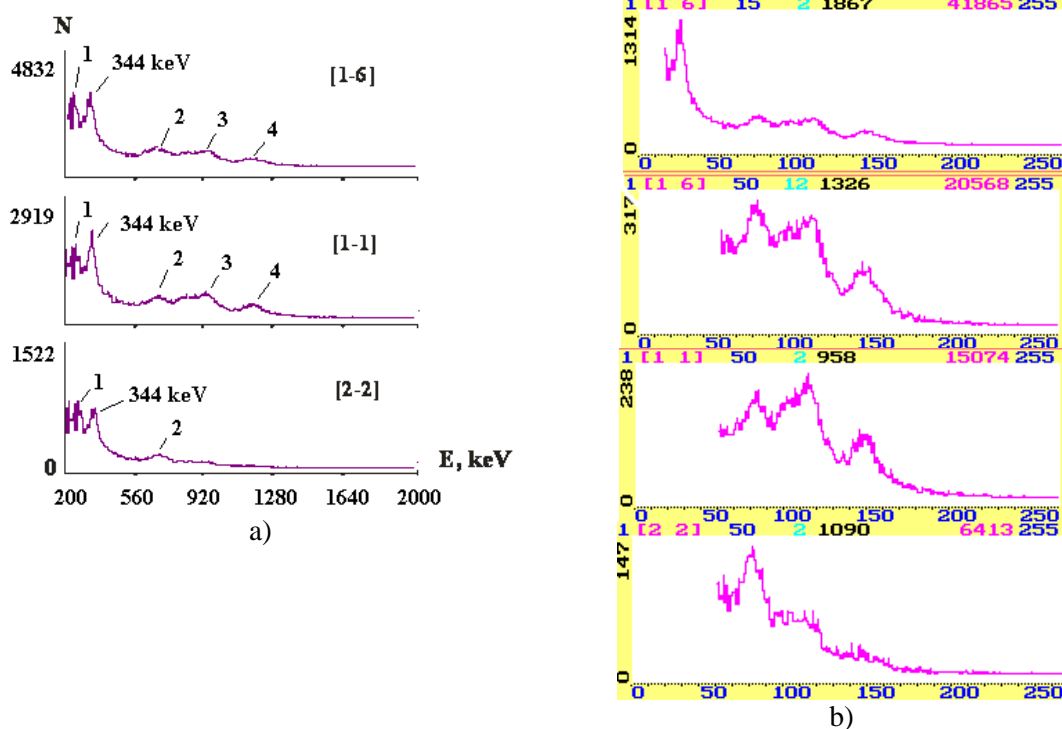 N
4832
1
344 keV
[1-6]
2
3
4
2919
1
344 keV
[1-1]
2
3
4
1522
1
344 keV
[2-2]
2
0
E, keV
200 560 920 1280 1640 2000
a)
1 [1 6] 15 2 1867 41865 255
1314
0
0 50 100 150 200 250
1 [1 6] 50 12 1326 20568 255
317
0
0 50 100 150 200 250
1 [1 1] 50 2 958 15074 255
238
0
0 50 100 150 200 250
1 [2 2] 50 2 1090 6413 255
147
0
0 50 100 150 200 250
b)